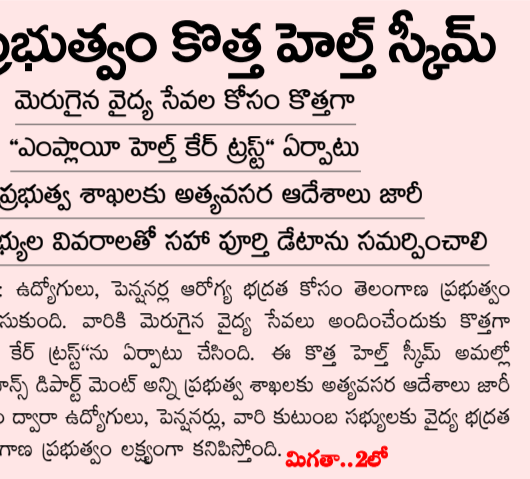 ప్రభుత్వం కొత్త హెల్త్ స్కీమ్
మెరుగైన వైద్య సేవల కోసం కొత్తగా
“ఎంప్లాయీ హెల్త్ కేర్ ట్రస్ట్“ ఏర్పాటు
ప్రభుత్వ శాఖలకు అత్యవసర ఆదేశాలు జారీ
వివరాలతో సహా పూర్తి డేటాను సమర్పించాలి
: ఉద్యోగులు, పెన్షనర్ల ఆరోగ్య భద్రత కోసం తెలంగాణ ప్రభుత్వం
వారికి మెరుగైన వైద్య సేవలు అందించేందుకు కొత్తగా
కేర్ ట్రస్ట్“ను ఏర్పాటు చేసింది. ఈ కొత్త హెల్త్ స్కీమ్ అమల్లో
డిపార్ట్ మెంట్ అన్ని ప్రభుత్వ శాఖలకు అత్యవసర ఆదేశాలు జారీ
ద్వారా ఉద్యోగులు, పెన్షనర్లు, వారి కుటుంబ సభ్యులకు వైద్య భద్రత
ప్రభుత్వం లక్ష్యంగా కనిపిస్తోంది. మిగతా..2లో